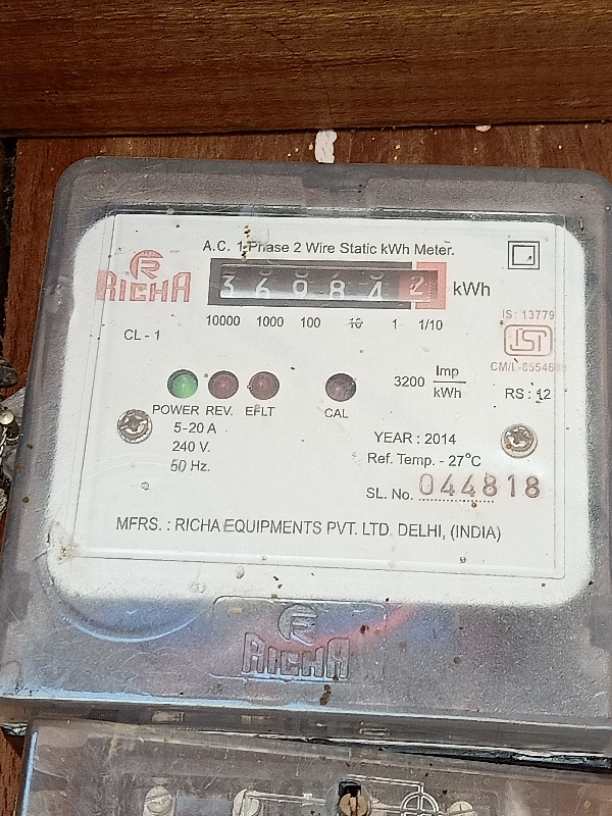 A.C. 1-Phase 2 Wire Static kWh Meter.
RICHA
3 6 9 8 4 2 kWh
10000 1000 100 10 1 1/10
IS: 13779
ISI
CL - 1
3200 Imp/kWh
RS : 12
POWER REV. E/LT CAL
5-20 A
240 V.
50 Hz.
YEAR : 2014
Ref. Temp. - 27°C
SL. No. 044818
MFRS. : RICHA EQUIPMENTS PVT. LTD. DELHI, (INDIA)
RICHA